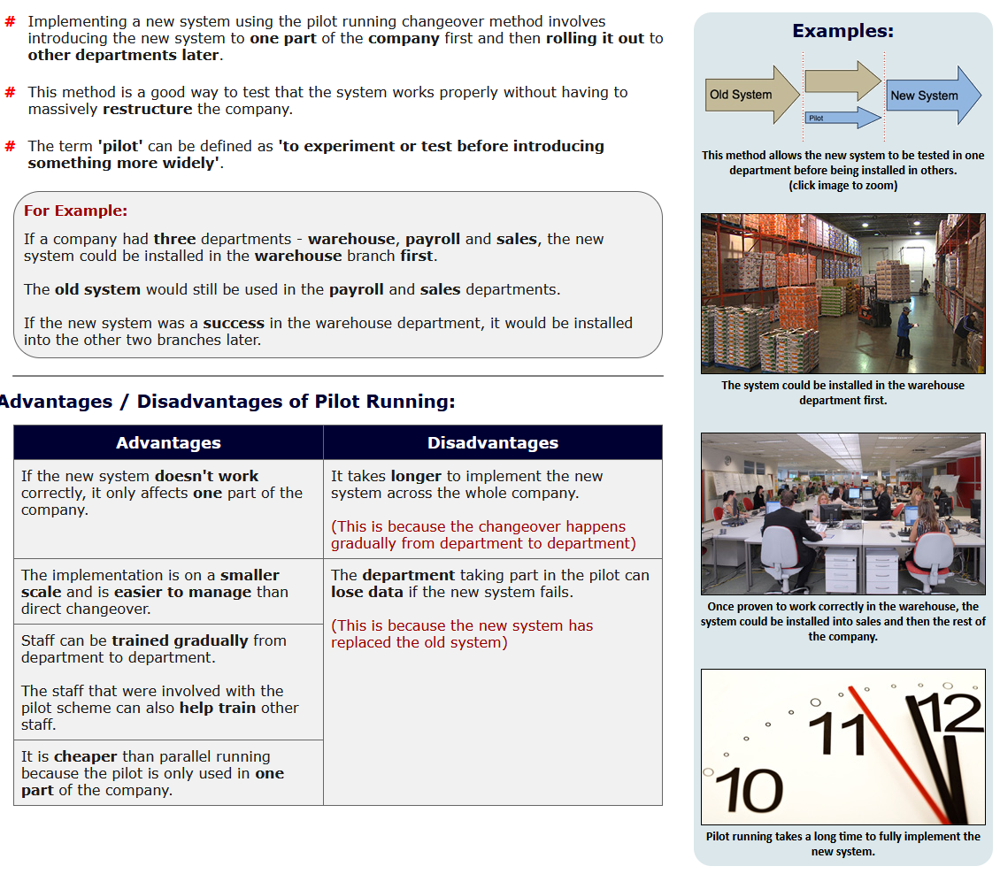 # Implementing a new system using the pilot running changeover method involves
introducing the new system to one part of the company first and then rolling it out to
other departments later.
# This method is a good way to test that the system works properly without having to
massively restructure the company.
# The term 'pilot' can be defined as 'to experiment or test before introducing
something more widely'.
For Example:
If a company had three departments - warehouse, payroll and sales, the new
system could be installed in the warehouse branch first.
The old system would still be used in the payroll and sales departments.
If the new system was a success in the warehouse department, it would be installed
into the other two branches later.
Advantages / Disadvantages of Pilot Running:
Advantages
If the new system doesn't work
correctly, it only affects one part of the
company.
The implementation is on a smaller
scale and is easier to manage than
direct changeover.
Staff can be trained gradually from
department to department.
The staff that were involved with the
pilot scheme can also help train other
staff.
It is cheaper than parallel running
because the pilot is only used in one
part of the company.
Disadvantages
It takes longer to implement the new
system across the whole company.
(This is because the changeover happens
gradually from department to department)
The department taking part in the pilot can
lose data if the new system fails.
(This is because the new system has
replaced the old system)
Examples:
Old System
Pilot
New System
This method allows the new system to be tested in one
department before being installed in others.
(click image to zoom)
The system could be installed in the warehouse
department first.
Once proven to work correctly in the warehouse, the
system could be installed into sales and then the rest of
the company.
10
11
12
Pilot running takes a long time to fully implement the
new system.